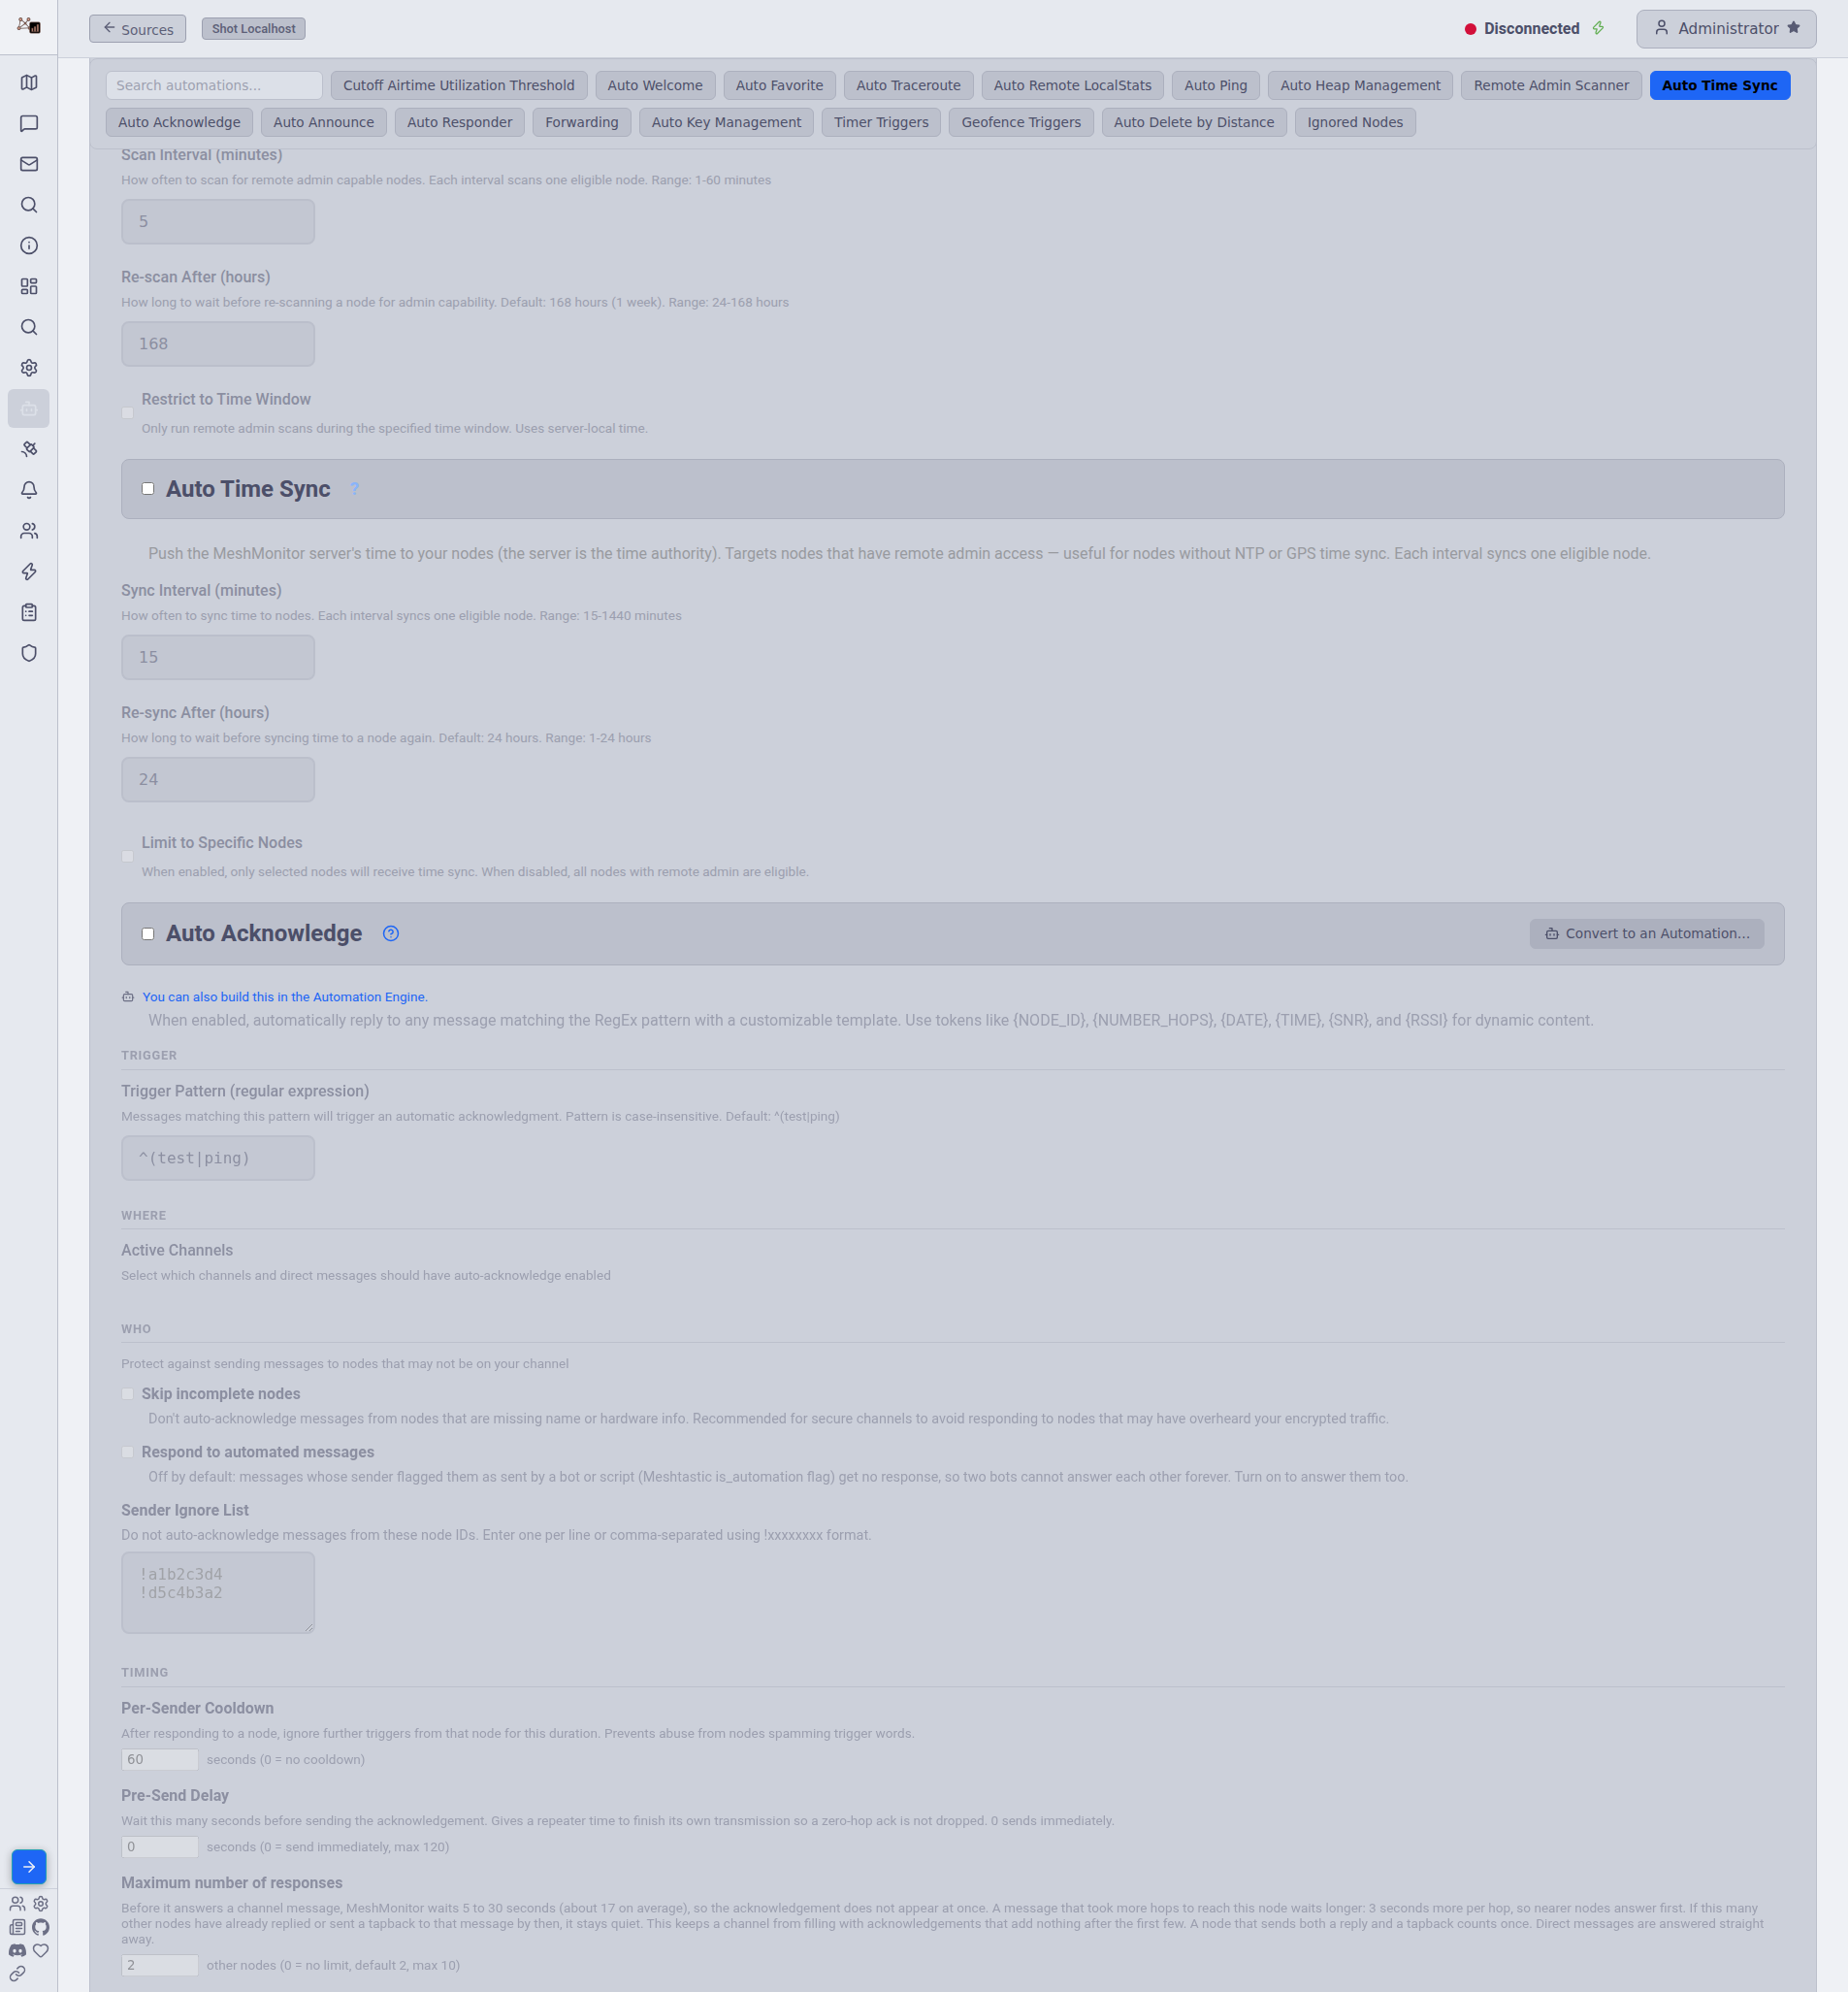 Sources
Shot Localhost
Disconnected
Administrator
Search automations...
Cutoff Airtime Utilization Threshold
Auto Welcome
Auto Favorite
Auto Traceroute
Auto Remote LocalStats
Auto Ping
Auto Heap Management
Remote Admin Scanner
Auto Time Sync
Auto Acknowledge
Auto Announce
Auto Responder
Forwarding
Auto Key Management
Timer Triggers
Geofence Triggers
Auto Delete by Distance
Ignored Nodes
Scan Interval (minutes)
How often to scan for remote admin capable nodes. Each interval scans one eligible node. Range: 1-60 minutes
5
Re-scan After (hours)
How long to wait before re-scanning a node for admin capability. Default: 168 hours (1 week). Range: 24-168 hours
168
Restrict to Time Window
Only run remote admin scans during the specified time window. Uses server-local time.
Auto Time Sync ?
Push the MeshMonitor server's time to your nodes (the server is the time authority). Targets nodes that have remote admin access — useful for nodes without NTP or GPS time sync. Each interval syncs one eligible node.
Sync Interval (minutes)
How often to sync time to nodes. Each interval syncs one eligible node. Range: 15-1440 minutes
15
Re-sync After (hours)
How long to wait before syncing time to a node again. Default: 24 hours. Range: 1-24 hours
24
Limit to Specific Nodes
When enabled, only selected nodes will receive time sync. When disabled, all nodes with remote admin are eligible.
Auto Acknowledge ?
Convert to an Automation...
You can also build this in the Automation Engine.
When enabled, automatically reply to any message matching the RegEx pattern with a customizable template. Use tokens like {NODE_ID}, {NUMBER_HOPS}, {DATE}, {TIME}, {SNR}, and {RSSI} for dynamic content.
TRIGGER
Trigger Pattern (regular expression)
Messages matching this pattern will trigger an automatic acknowledgment. Pattern is case-insensitive. Default: ^(test|ping)
^(test|ping)
WHERE
Active Channels
Select which channels and direct messages should have auto-acknowledge enabled
WHO
Protect against sending messages to nodes that may not be on your channel
Skip incomplete nodes
Don't auto-acknowledge messages from nodes that are missing name or hardware info. Recommended for secure channels to avoid responding to nodes that may have overheard your encrypted traffic.
Respond to automated messages
Off by default: messages whose sender flagged them as sent by a bot or script (Meshtastic is_automation flag) get no response, so two bots cannot answer each other forever. Turn on to answer them too.
Sender Ignore List
Do not auto-acknowledge messages from these node IDs. Enter one per line or comma-separated using !xxxxxxxx format.
!a1b2c3d4
!d5c4b3a2
TIMING
Per-Sender Cooldown
After responding to a node, ignore further triggers from that node for this duration. Prevents abuse from nodes spamming trigger words.
60 seconds (0 = no cooldown)
Pre-Send Delay
Wait this many seconds before sending the acknowledgement. Gives a repeater time to finish its own transmission so a zero-hop ack is not dropped. 0 sends immediately.
0 seconds (0 = send immediately, max 120)
Maximum number of responses
Before it answers a channel message, MeshMonitor waits 5 to 30 seconds (about 17 on average), so the acknowledgement does not appear at once. A message that took more hops to reach this node waits longer: 3 seconds more per hop, so nearer nodes answer first. If this many
other nodes have already replied or sent a tapback to that message by then, it stays quiet. This keeps a channel from filling with acknowledgements that add nothing after the first few. A node that sends both a reply and a tapback counts once. Direct messages are answered straight
away.
2 other nodes (0 = no limit, default 2, max 10)